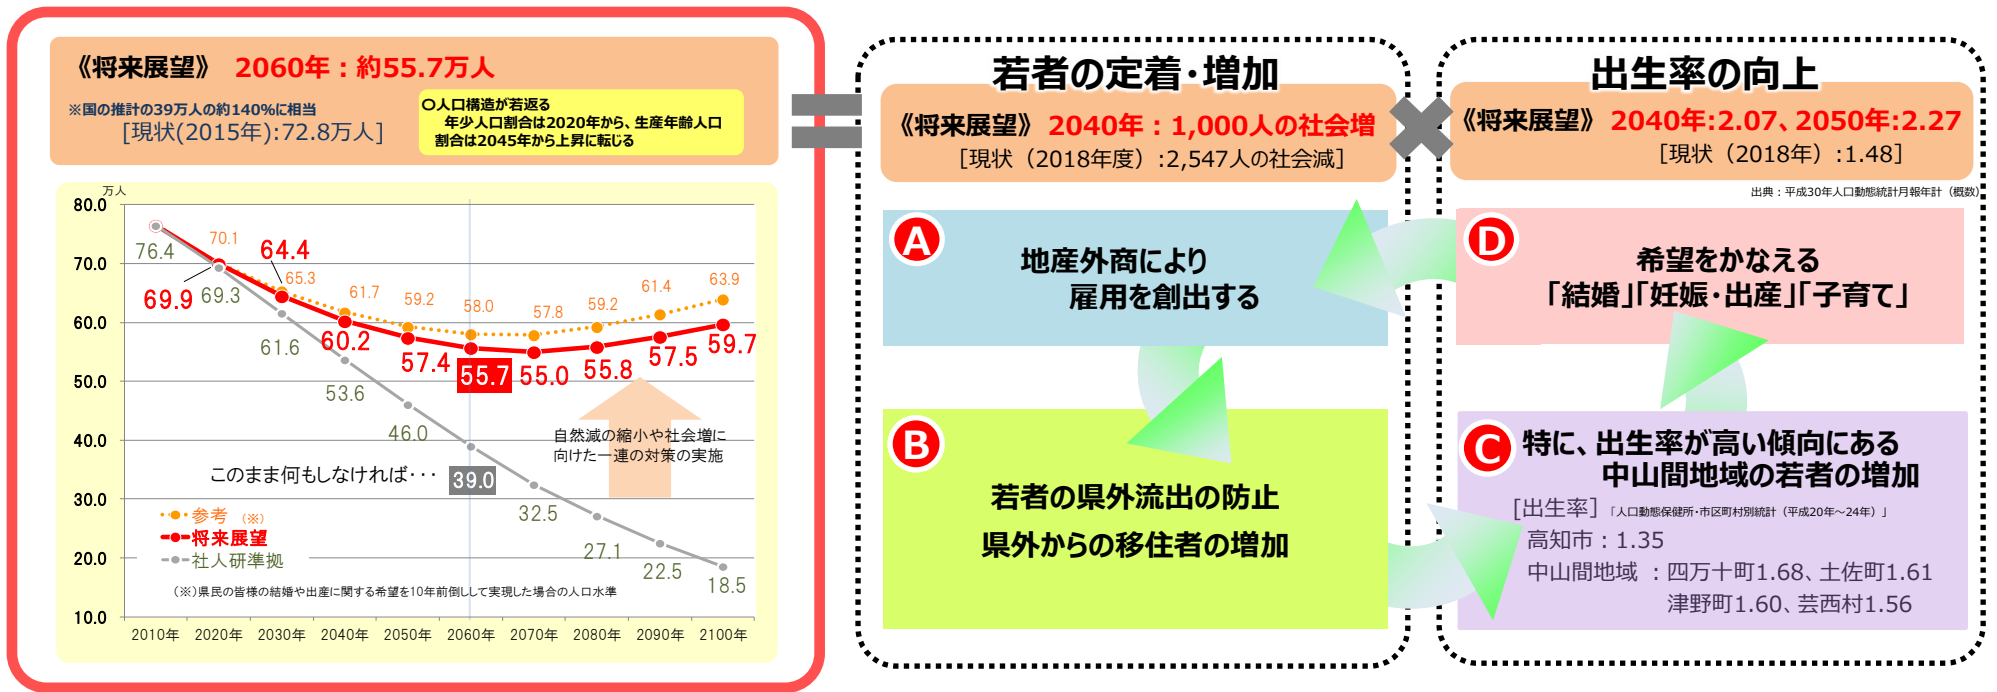 《将来展望》 2060年：約55.7万人
※国の推計の39万人の約140%に相当
[現状(2015年):72.8万人]
〇人口構造が若返る
年少人口割合は2020年から、生産年齢人口
割合は2045年から上昇に転じる
万人
80.0
70.0
60.0
50.0
40.0
30.0
20.0
10.0
76.4
70.1
64.4
65.3
61.7
59.2
58.0
57.8
59.2
61.4
63.9
69.9
69.3
60.2
57.4
55.7
55.0
55.8
57.5
59.7
61.6
53.6
46.0
39.0
32.5
27.1
22.5
18.5
自然減の縮小や社会増に
向けた一連の対策の実施
このまま何もしなければ･･･
参考 （※）
将来展望
社人研準拠
（※）県民の皆様の結婚や出産に関する希望を10年前倒しして実現した場合の人口水準
2010年 2020年 2030年 2040年 2050年 2060年 2070年 2080年 2090年 2100年
若者の定着･増加
《将来展望》 2040年：1,000人の社会増
[現状（2018年度）:2,547人の社会減]
A
地産外商により
雇用を創出する
B
若者の県外流出の防止
県外からの移住者の増加
出生率の向上
《将来展望》 2040年:2.07、2050年:2.27
[現状（2018年）:1.48]
出典：平成30年人口動態統計月報年計（概数）
D
希望をかなえる
「結婚」「妊娠･出産」「子育て」
C
特に、出生率が高い傾向にある
中山間地域の若者の増加
[出生率] 「人口動態保健所･市区町村別統計（平成20年～24年）」
高知市：1.35
中山間地域 ：四万十町1.68、土佐町1.61
津野町1.60、芸西村1.56